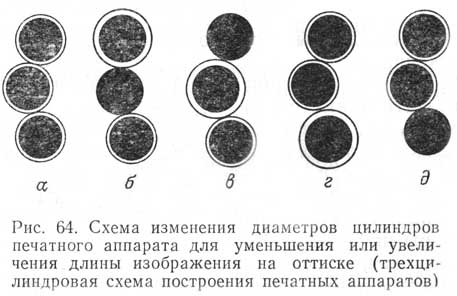 а б в г д
Рис. 64. Схема изменения диаметров цилиндров
печатного аппарата для уменьшения или увели-
чения длины изображения на оттиске (трехци-
линдровая схема построения печатных аппаратов)